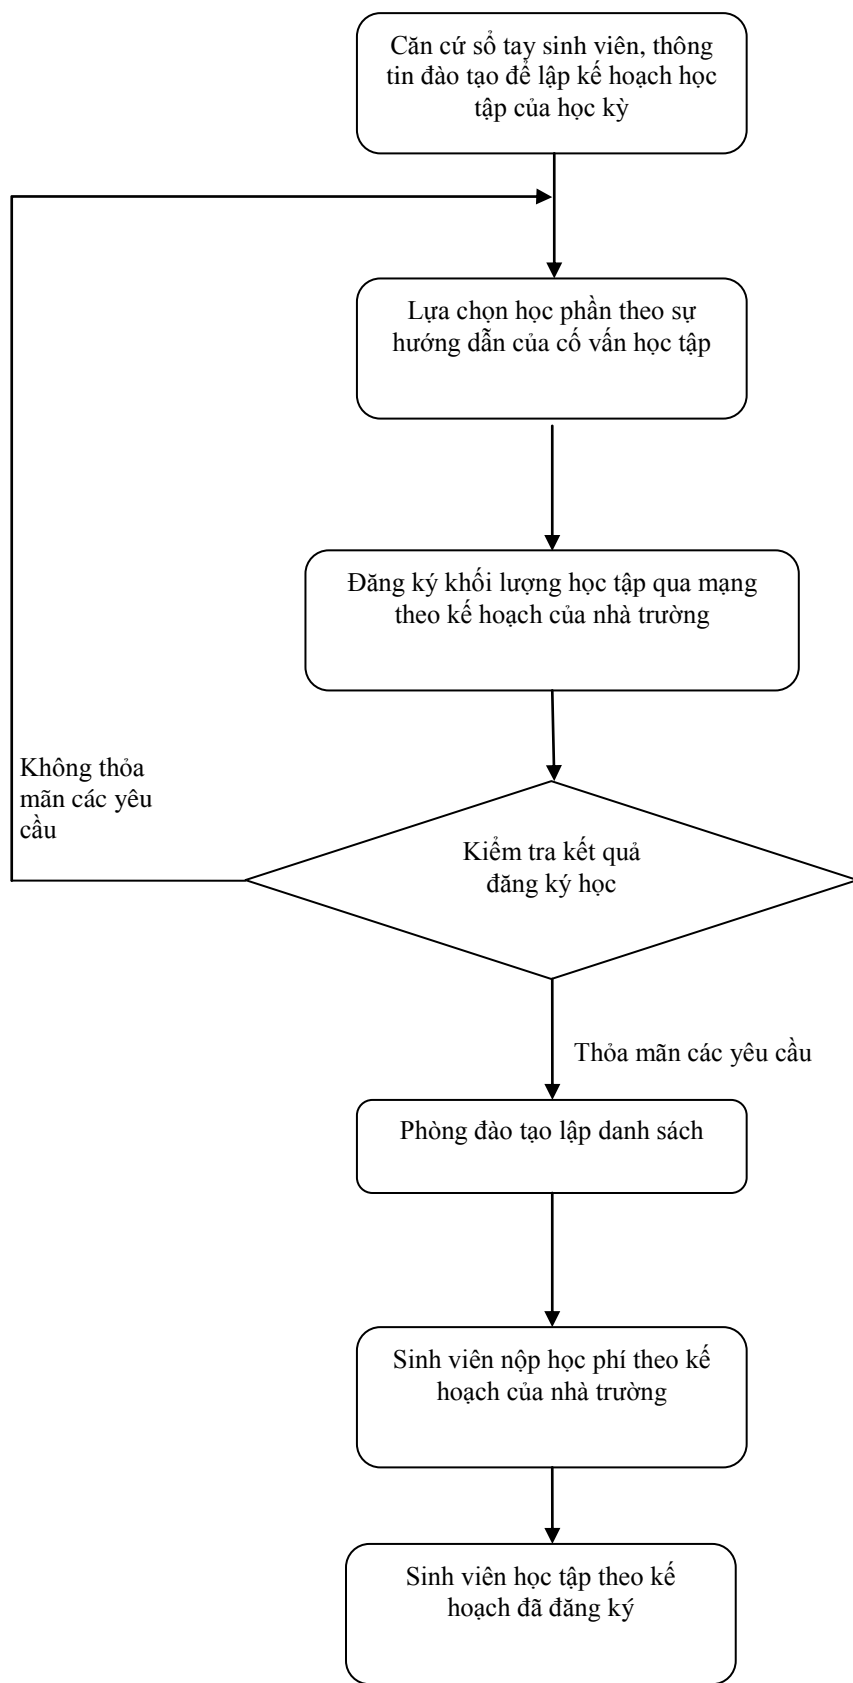 Căn cứ sổ tay sinh viên, thông
tin đào tạo để lập kế hoạch học
tập của học kỳ
Lựa chọn học phần theo sự
hướng dẫn của cố vấn học tập
Đăng ký khối lượng học tập qua mạng
theo kế hoạch của nhà trường
Không thỏa
mãn các yêu
cầu
Kiểm tra kết quả
đăng ký học
Thỏa mãn các yêu cầu
Phòng đào tạo lập danh sách
Sinh viên nộp học phí theo kế
hoạch của nhà trường
Sinh viên học tập theo kế
hoạch đã đăng ký